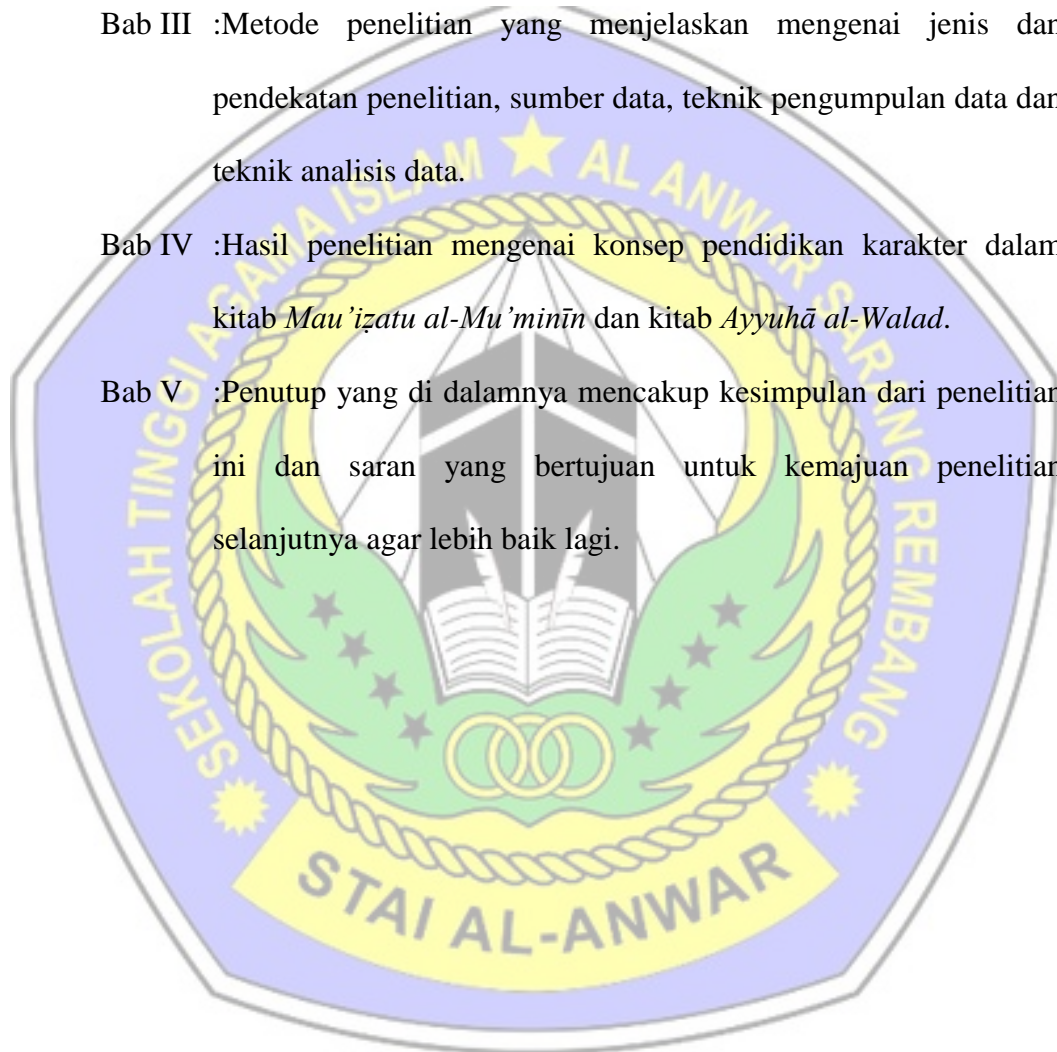 Bab III :Metode penelitian yang menjelaskan mengenai jenis dan
pendekatan penelitian, sumber data, teknik pengumpulan data dan
teknik analisis data.
Bab IV :Hasil penelitian mengenai konsep pendidikan karakter dalam
kitab Mau’iẓatu al-Mu’minīn dan kitab Ayyuhā al-Walad.
Bab V :Penutup yang di dalamnya mencakup kesimpulan dari penelitian
ini dan saran yang bertujuan untuk kemajuan penelitian
selanjutnya agar lebih baik lagi.
SEKOLAH TINGGI AGAMA ISLAM AL ANWAR SARANG REMBANG
STAI AL-ANWAR